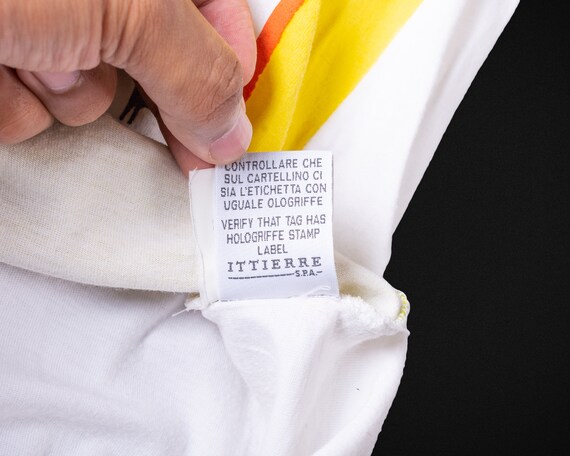 CONTROLLARE CHE
SUL CARTELLINO CI
SIA L'ETICHETTA CON
UGUALE OLOGRIFFE
VERIFY THAT TAG HAS
HOLOGRIFFE STAMP
LABEL
ITTIERRE
S.P.A.